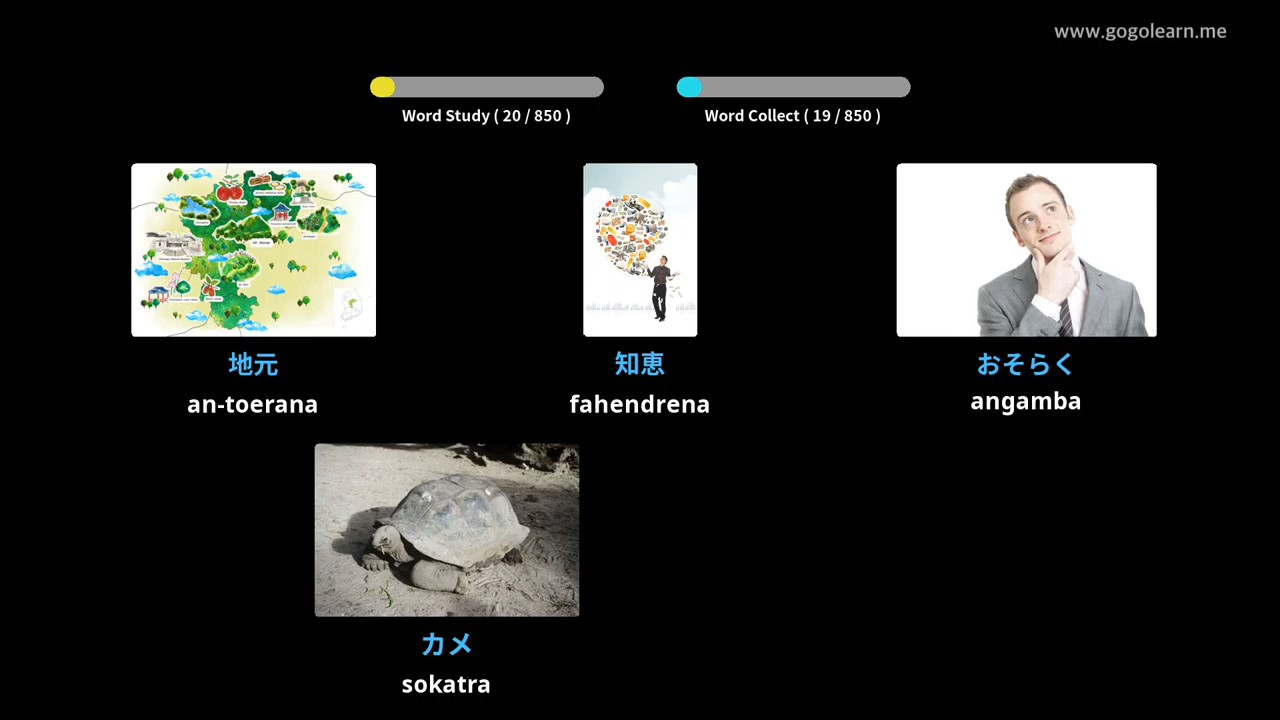 www.gogolearn.me
Word Study ( 20 / 850 )
Word Collect ( 19 / 850 )
地元
an-toerana
知恵
fahendrena
おそらく
angamba
カメ
sokatra